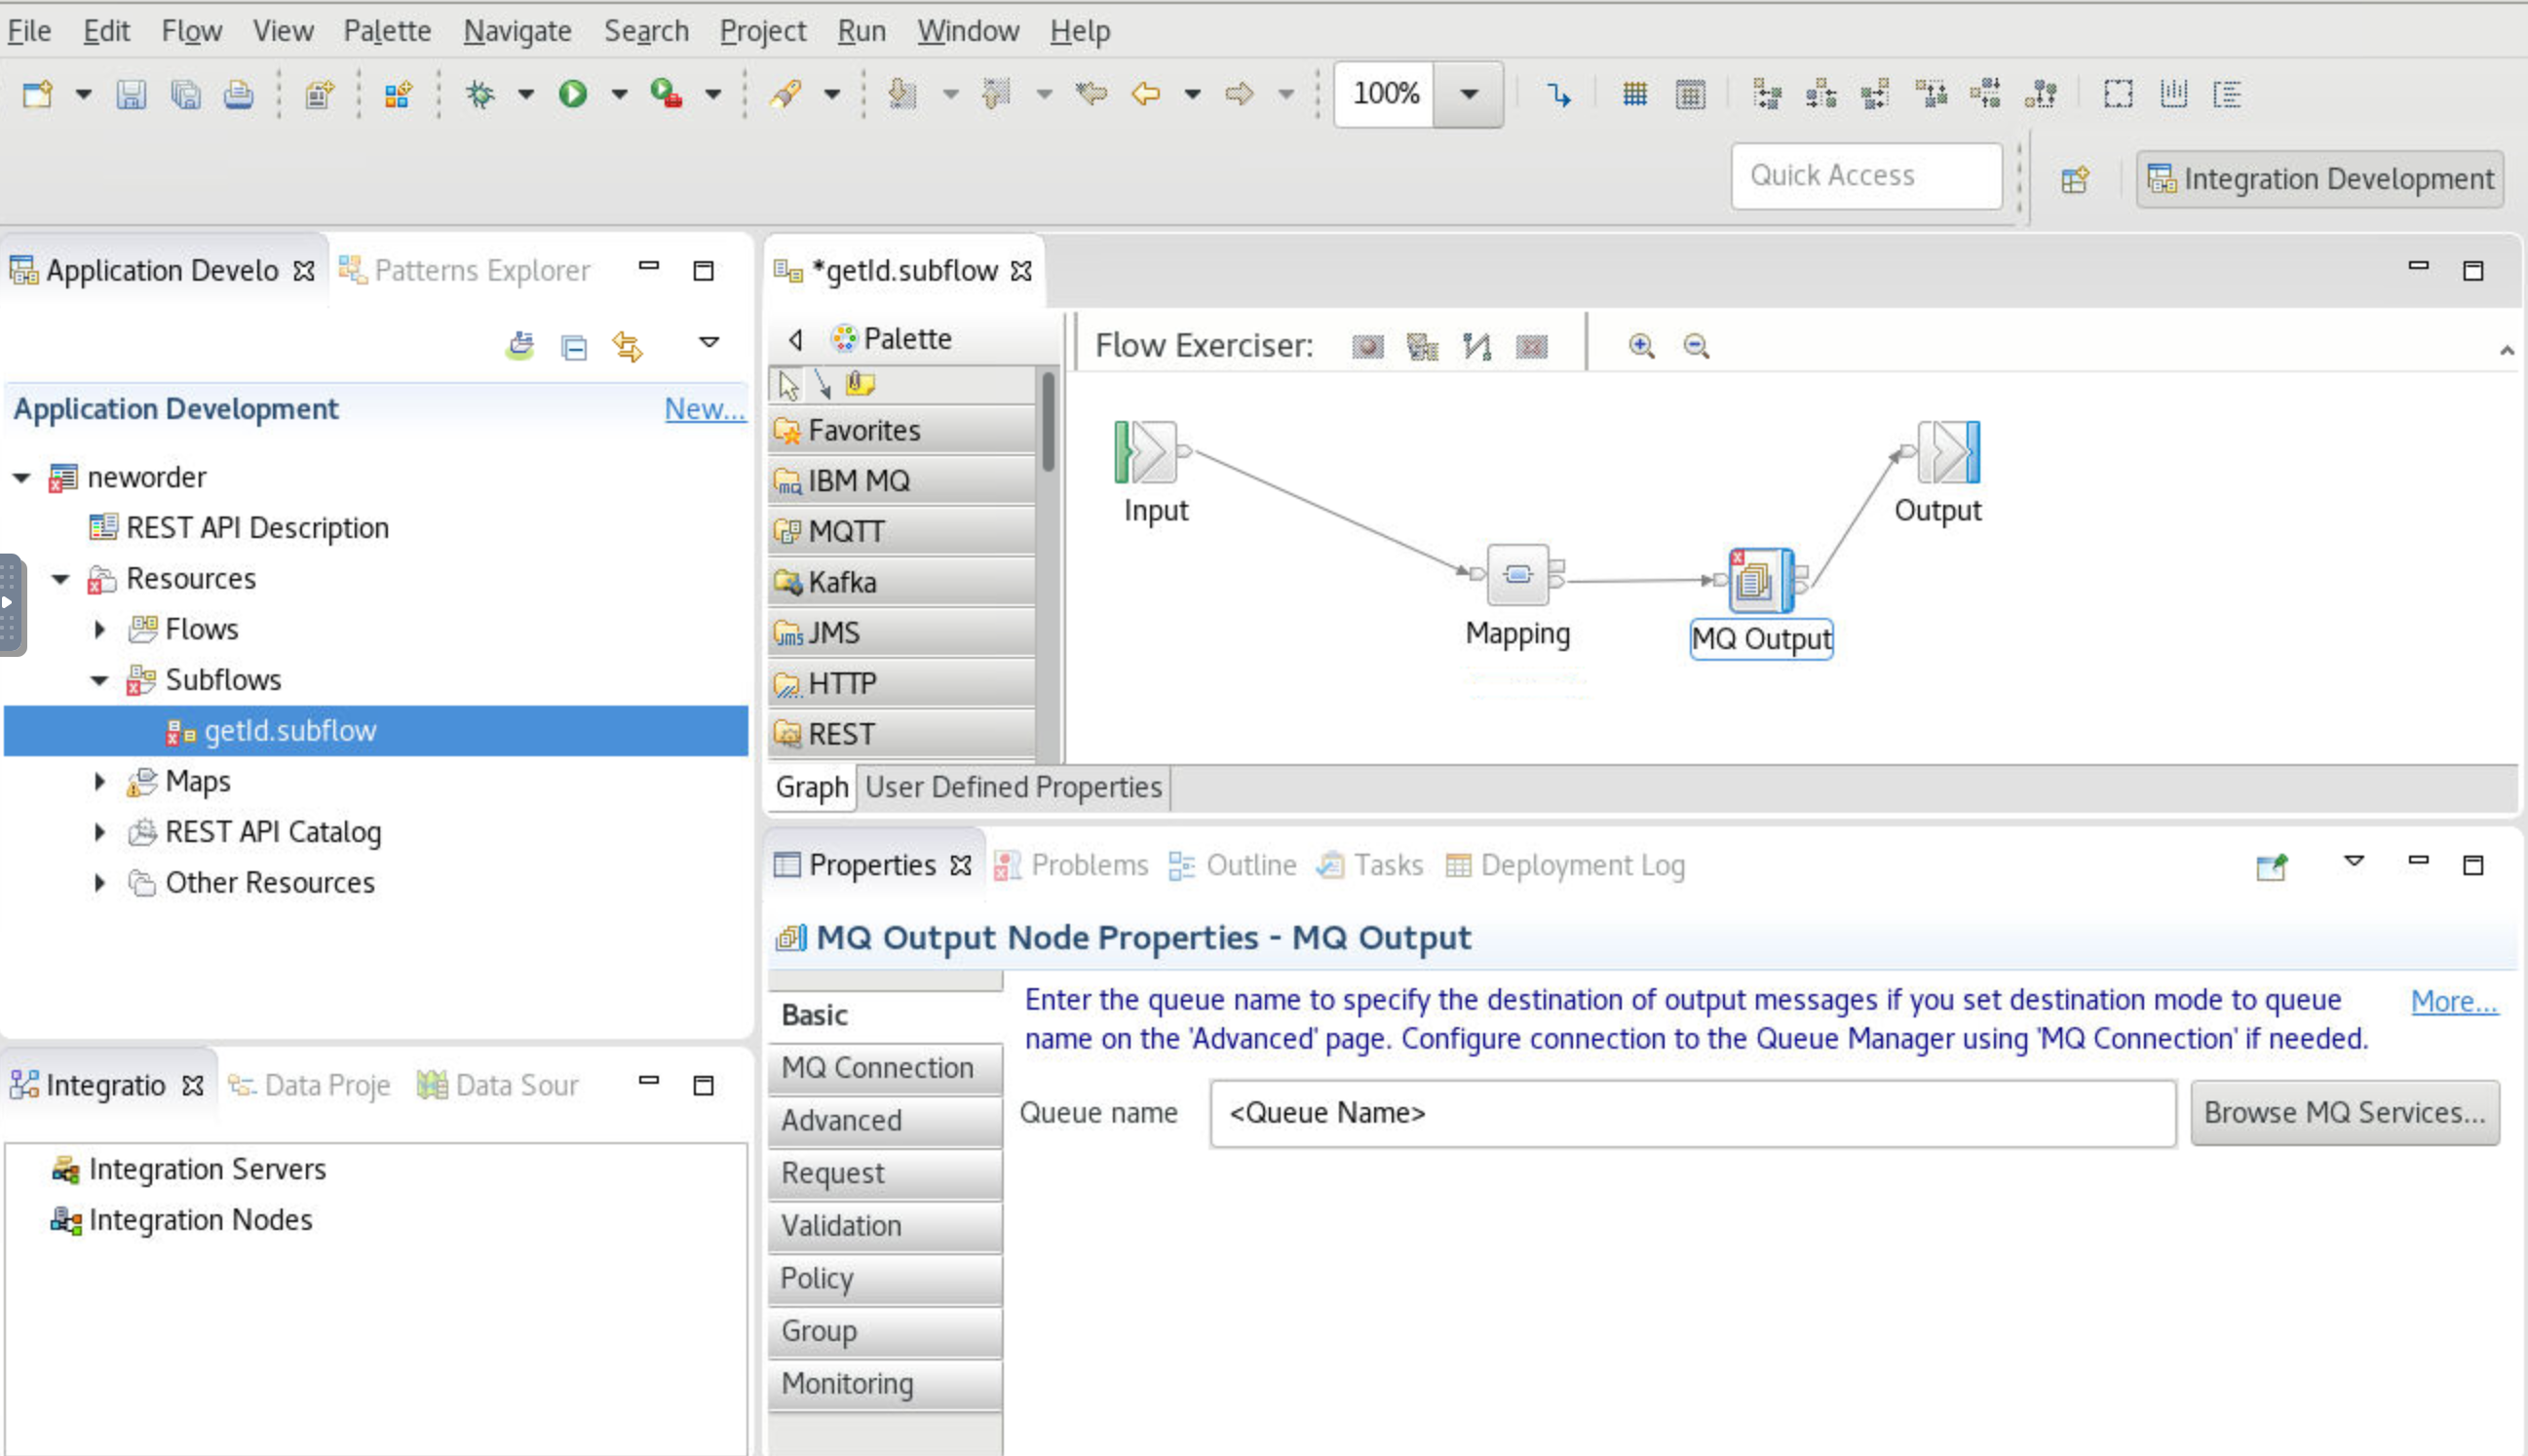 File Edit Flow View Palette Navigate Search Project Run Window Help
100%
Quick Access
Integration Development
Application Develo
Patterns Explorer
Application Development
New...
neworder
REST API Description
Resources
Flows
Subflows
getId.subflow
Maps
REST API Catalog
Other Resources
Integratio
Data Proje
Data Sour
Integration Servers
Integration Nodes
*getId.subflow
Palette
Favorites
IBM MQ
MQTT
Kafka
JMS
HTTP
REST
Flow Exerciser:
Input
Mapping
MQ Output
Output
Graph
User Defined Properties
Properties
Problems
Outline
Tasks
Deployment Log
MQ Output Node Properties - MQ Output
Basic
MQ Connection
Advanced
Request
Validation
Policy
Group
Monitoring
Enter the queue name to specify the destination of output messages if you set destination mode to queue
name on the 'Advanced' page. Configure connection to the Queue Manager using 'MQ Connection' if needed.
More...
Queue name
<Queue Name>
Browse MQ Services...